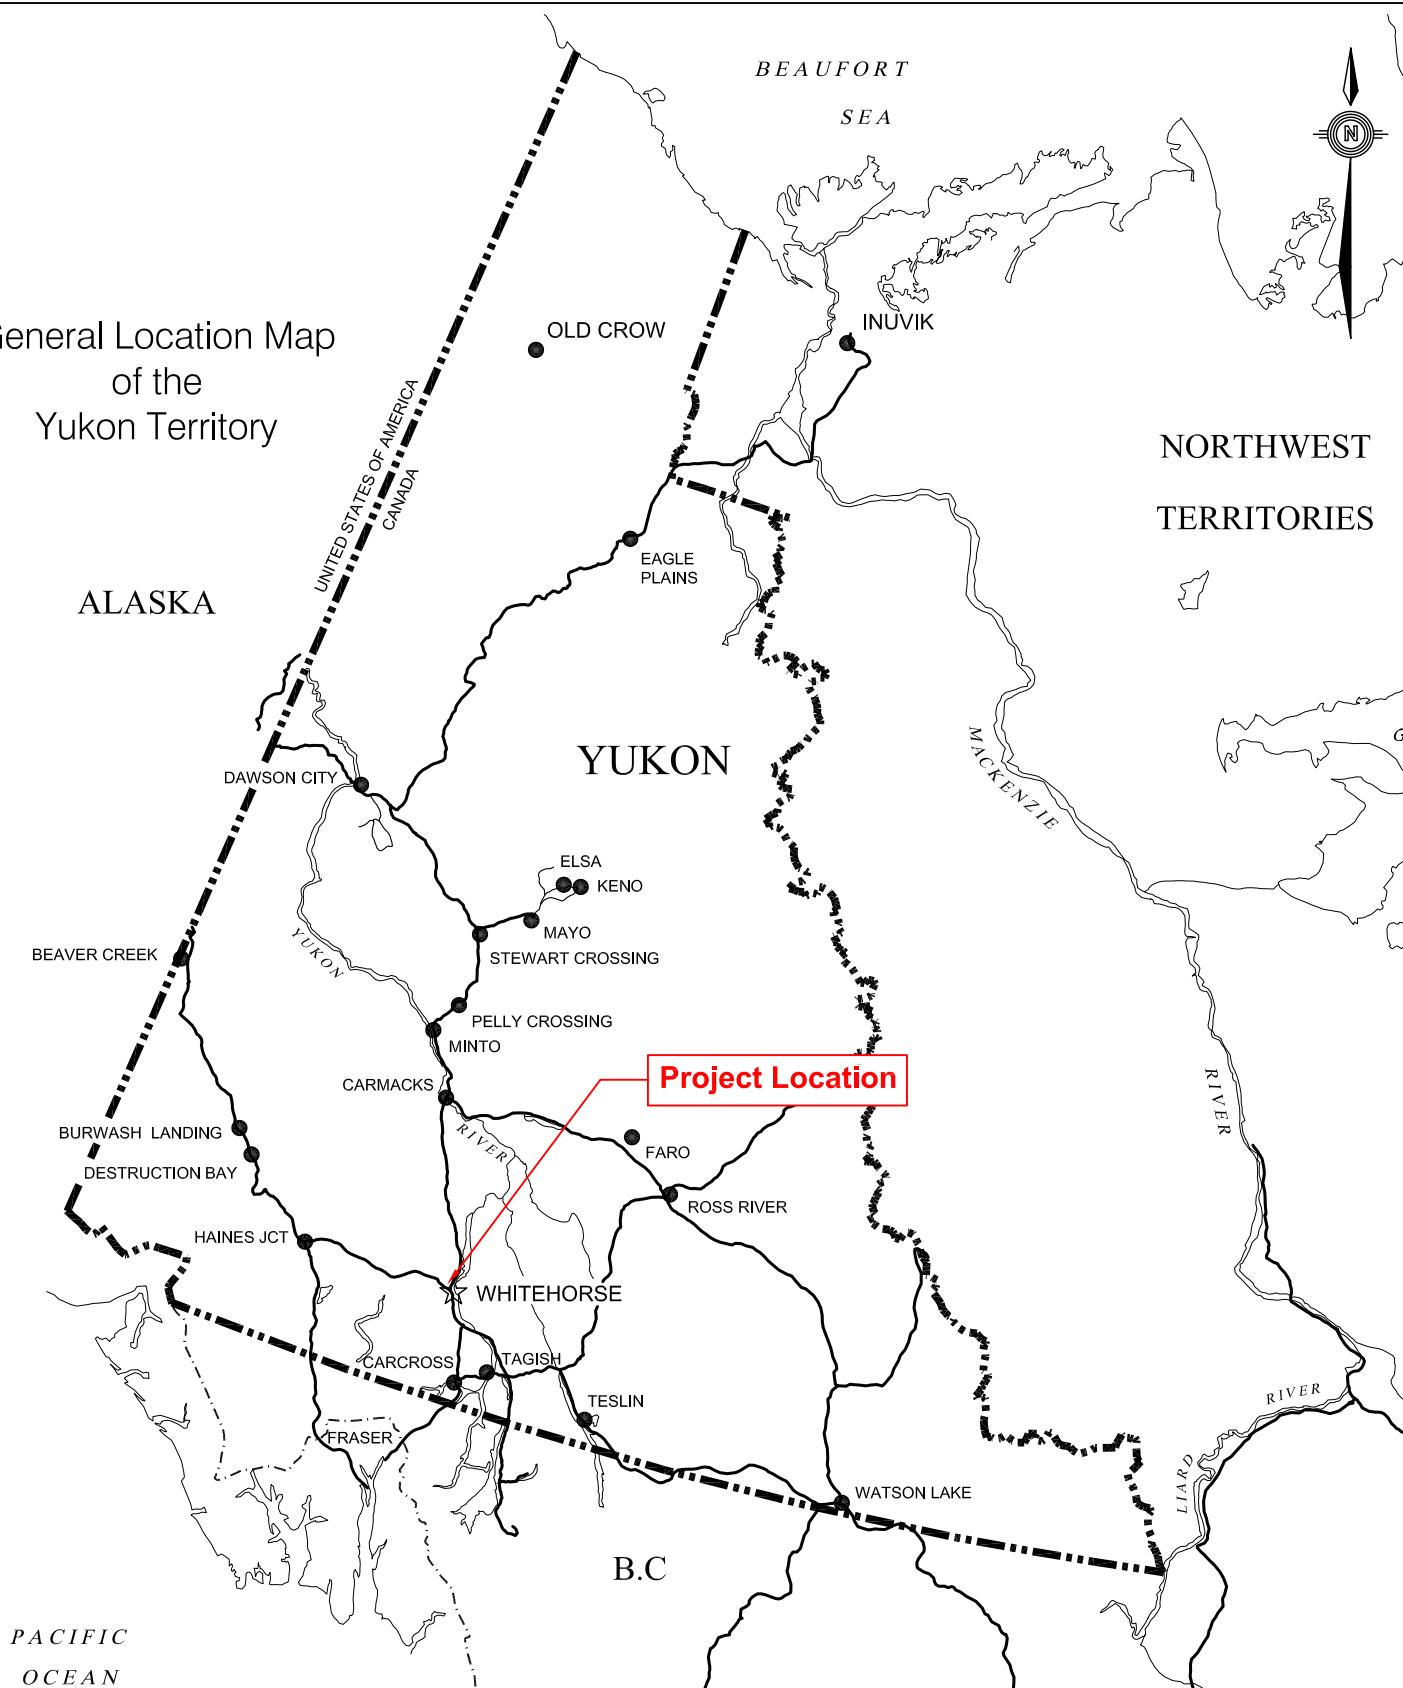 BEAUFORT
SEA
N
General Location Map
of the
Yukon Territory
OLD CROW
INUVIK
UNITED STATES OF AMERICA
CANADA
NORTHWEST
TERRITORIES
EAGLE
PLAINS
ALASKA
YUKON
MACKENZIE
G
DAWSON CITY
ELSA
KENO
MAYO
STEWART CROSSING
YUKON
BEAVER CREEK
PELLY CROSSING
MINTO
Project Location
CARMACKS
RIVER
RIVER
BURWASH LANDING
FARO
DESTRUCTION BAY
ROSS RIVER
HAINES JCT
WHITEHORSE
CARCROSS
TAGISH
TESLIN
RIVER
FRASER
LIARD
WATSON LAKE
B.C
PACIFIC
OCEAN